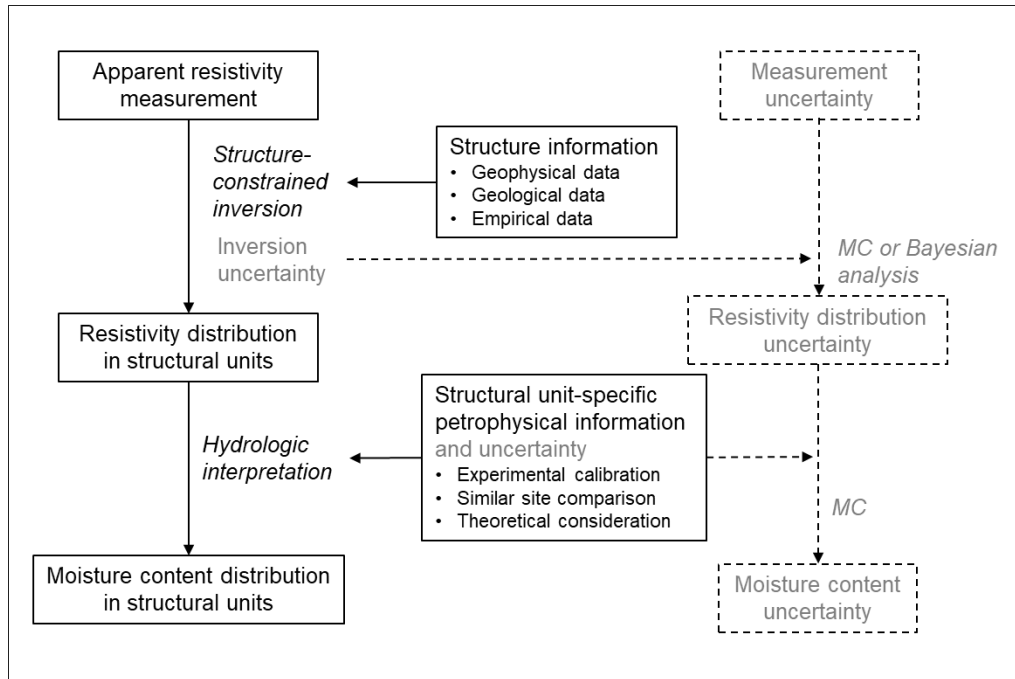 Apparent resistivity
measurement
Measurement
uncertainty
Structure-
constrained
inversion
Structure information
• Geophysical data
• Geological data
• Empirical data
Inversion
uncertainty
MC or Bayesian
analysis
Resistivity distribution
in structural units
Resistivity distribution
uncertainty
Hydrologic
interpretation
Structural unit-specific
petrophysical information
and uncertainty
• Experimental calibration
• Similar site comparison
• Theoretical consideration
MC
Moisture content distribution
in structural units
Moisture content
uncertainty